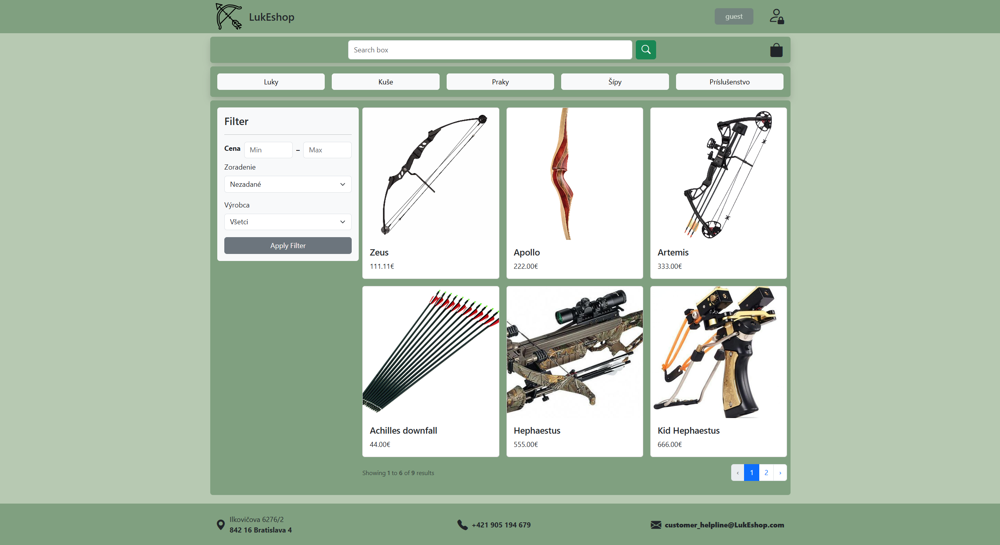 LukEshop
guest
Search box
Luky
Kuše
Praky
Šípy
Príslušenstvo
Filter
Cena
Min
–
Max
Zoradenie
Nezadané
Výrobca
Všetci
Apply Filter
Zeus
111.11€
Apollo
222.00€
Artemis
333.00€
Achilles downfall
44.00€
Hephaestus
555.00€
Kid Hephaestus
666.00€
Showing 1 to 6 of 9 results
‹ 1 2 ›
Ilkovičova 6276/2
842 16 Bratislava 4
+421 905 194 679
customer_helpline@LukEshop.com